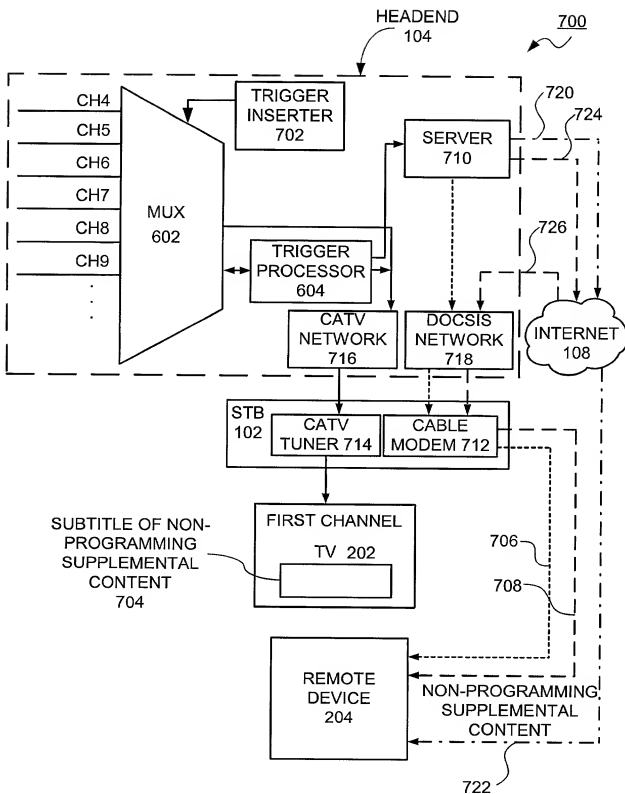 HEADEND
104
700
CH4
CH5
CH6
CH7
CH8
CH9
MUX
602
TRIGGER
INSERTER
702
SERVER
710
720
724
TRIGGER
PROCESSOR
604
726
INTERNET
108
CATV
NETWORK
716
DOCSIS
NETWORK
718
STB
102
CATV
TUNER 714
CABLE
MODEM 712
FIRST CHANNEL
TV 202
SUBTITLE OF NON-
PROGRAMMING
SUPPLEMENTAL
CONTENT
704
706
708
REMOTE
DEVICE
204
NON-PROGRAMMING
SUPPLEMENTAL
CONTENT
722